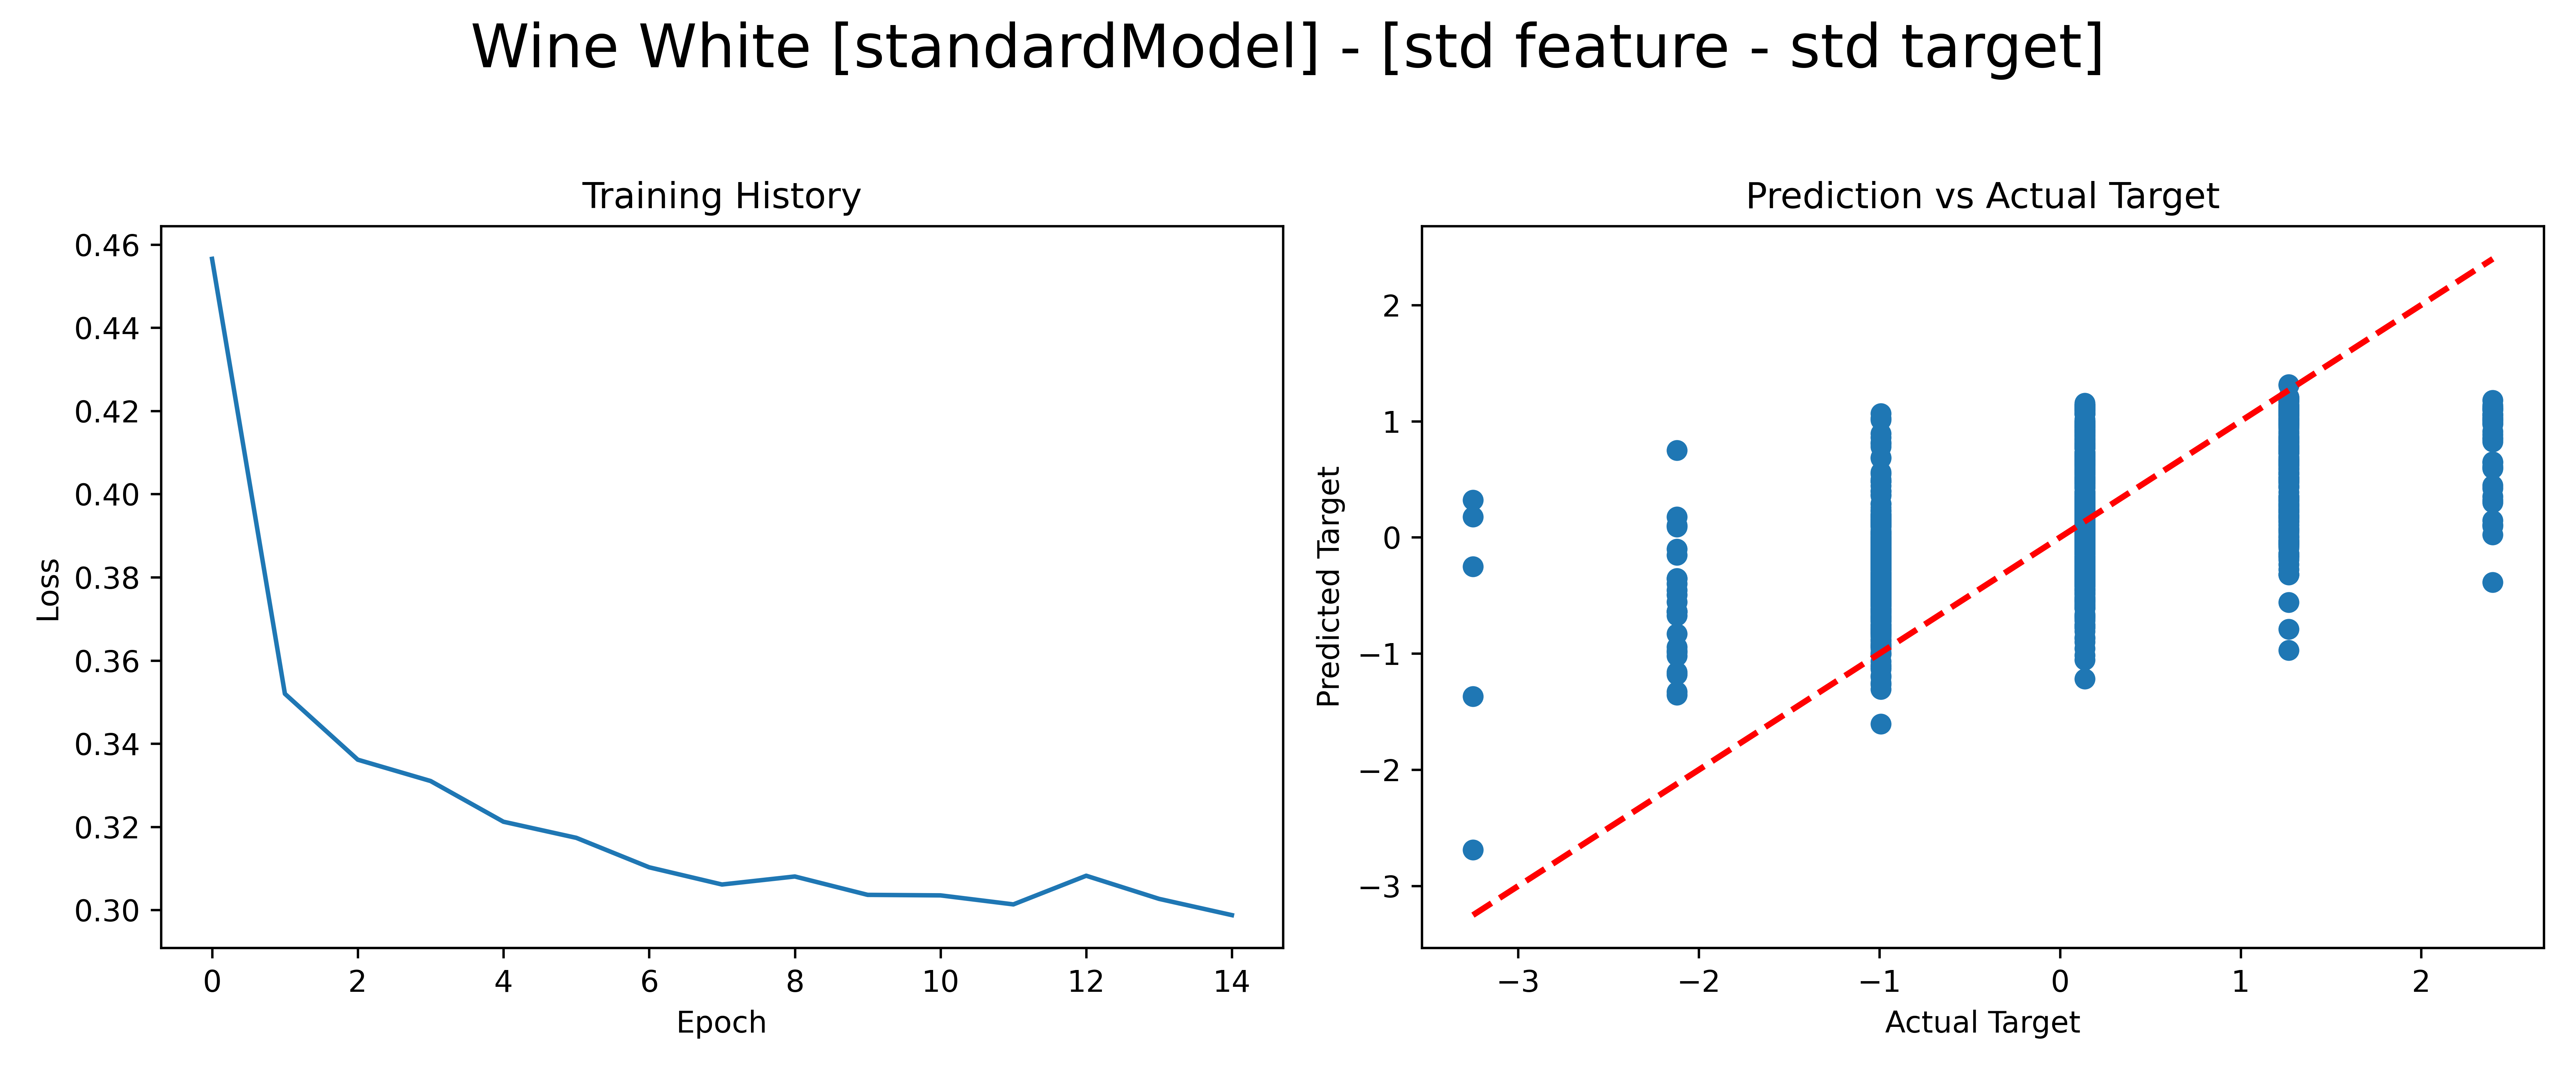 Wine White [standardModel] - [std feature - std target]
Training History
Loss
0.46
0.44
0.42
0.40
0.38
0.36
0.34
0.32
0.30
0 2 4 6 8 10 12 14
Epoch
Prediction vs Actual Target
Predicted Target
2
1
0
−1
−2
−3
−3 −2 −1 0 1 2
Actual Target